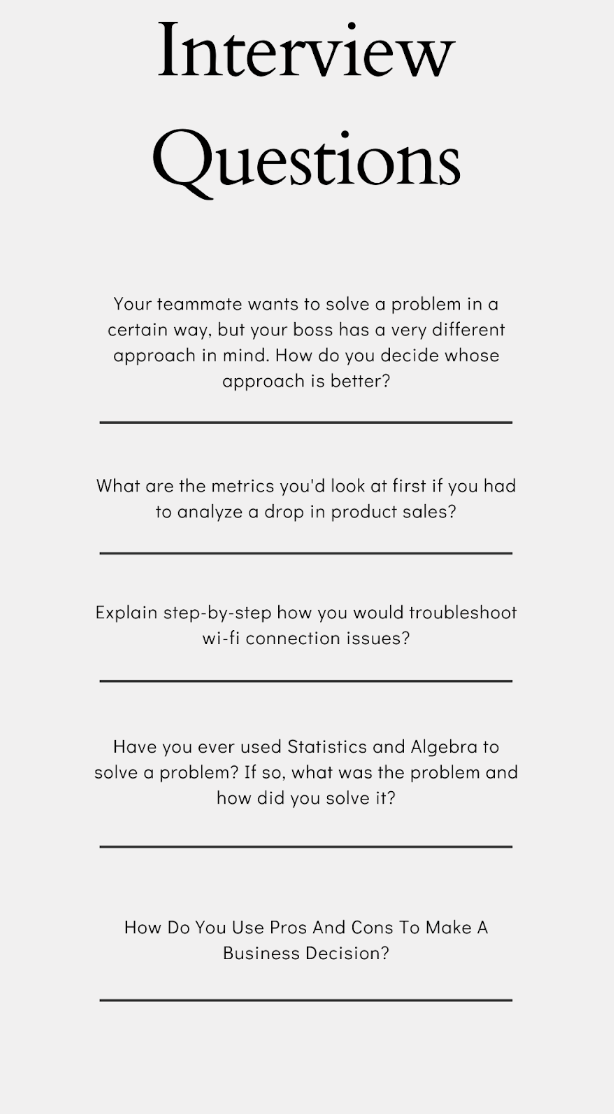 Interview
Questions
Your teammate wants to solve a problem in a
certain way, but your boss has a very different
approach in mind. How do you decide whose
approach is better?
What are the metrics you'd look at first if you had
to analyze a drop in product sales?
Explain step-by-step how you would troubleshoot
wi-fi connection issues?
Have you ever used Statistics and Algebra to
solve a problem? If so, what was the problem and
how did you solve it?
How Do You Use Pros And Cons To Make A
Business Decision?